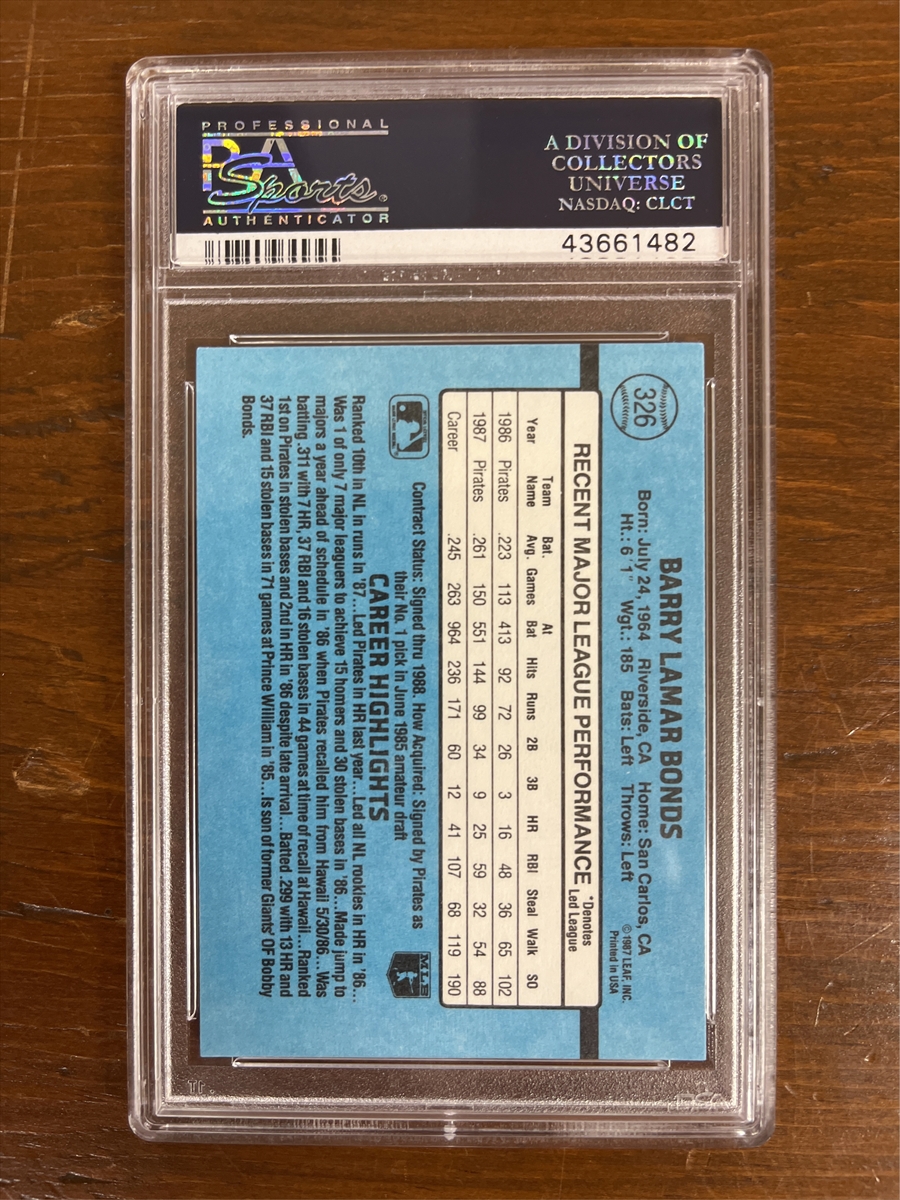 PROFESSIONAL
PSA
Sports®
AUTHENTICATOR
A DIVISION OF
COLLECTORS
UNIVERSE
NASDAQ: CLCT
43661482
326
BARRY LAMAR BONDS
Born: July 24, 1964 Riverside, CA Home: San Carlos, CA
Ht.: 6'1" Wgt.: 185 Bats: Left Throws: Left
©1987 LEAF, INC.
Printed in USA
RECENT MAJOR LEAGUE PERFORMANCE *Denotes Led League
Year Team Name Bat. Avg. Games At Bat Hits Runs 2B 3B HR RBI Steal Walk SO
1986 Pirates .223 113 413 92 72 26 3 16 48 36 65 102
1987 Pirates .261 150 551 144 99 34 9 25 59 32 54 88
Career .245 263 964 236 171 60 12 41 107 68 119 190
Contract Status: Signed thru 1988. How Acquired: Signed by Pirates as
their No. 1 pick in June 1985 amateur draft
MLB
CAREER HIGHLIGHTS
Ranked 10th in NL in runs in '87...Led Pirates in HR last year...Led all NL rookies in HR in '86...
Was 1 of only 7 major leaguers to achieve 15 homers and 30 stolen bases in '86...Made jump to
majors a year ahead of schedule in '86 when Pirates recalled him from Hawaii 5/30/86...Was
batting .311 with 7 HR, 37 RBI and 16 stolen bases in 44 games at time of recall at Hawaii...Ranked
1st on Pirates in stolen bases and 2nd in HR in '86 despite late arrival...Batted .299 with 13 HR and
37 RBI and 15 stolen bases in 71 games at Prince William in '85...Is son of former Giants' OF Bobby
Bonds.